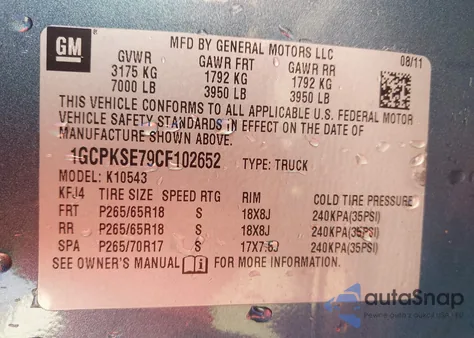 GM
MFD BY GENERAL MOTORS LLC
08/11
GVWR GAWR FRT GAWR RR
3175 KG 1792 KG 1792 KG
7000 LB 3950 LB 3950 LB
THIS VEHICLE CONFORMS TO ALL APPLICABLE U.S. FEDERAL MOTOR
VEHICLE SAFETY STANDARDS IN EFFECT ON THE DATE OF
MANUFACTURE SHOWN ABOVE.
1GCPKSE79CF102652 TYPE: TRUCK
MODEL: K10543
KFJ4 TIRE SIZE SPEED RTG RIM COLD TIRE PRESSURE
FRT P265/65R18 S 18X8J 240KPA(35PSI)
RR P265/65R18 S 18X8J 240KPA(35PSI)
SPA P265/70R17 S 17X7.5J 240KPA(35PSI)
SEE OWNER'S MANUAL FOR MORE INFORMATION.
autoSnap